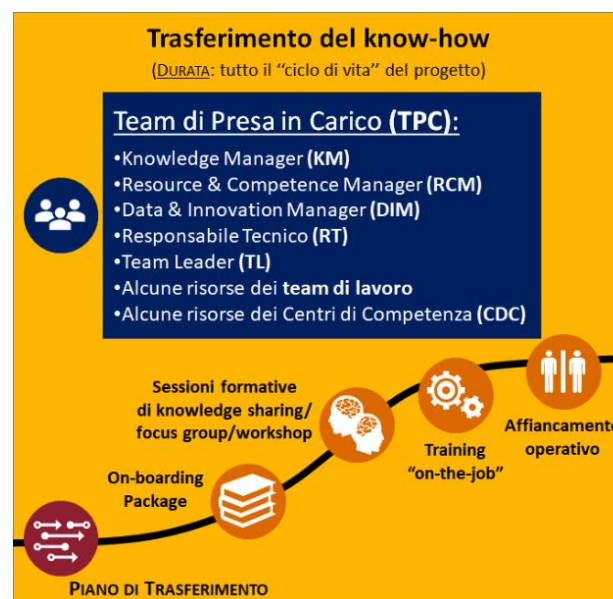 Trasferimento del know-how
(DURATA: tutto il “ciclo di vita” del progetto)
Team di Presa in Carico (TPC):
•Knowledge Manager (KM)
•Resource & Competence Manager (RCM)
•Data & Innovation Manager (DIM)
•Responsabile Tecnico (RT)
•Team Leader (TL)
•Alcune risorse dei team di lavoro
•Alcune risorse dei Centri di Competenza (CDC)
Sessioni formative
di knowledge sharing/
focus group/workshop
Affiancamento
operativo
Training
“on-the-job”
On-boarding
Package
PIANO DI TRASFERIMENTO